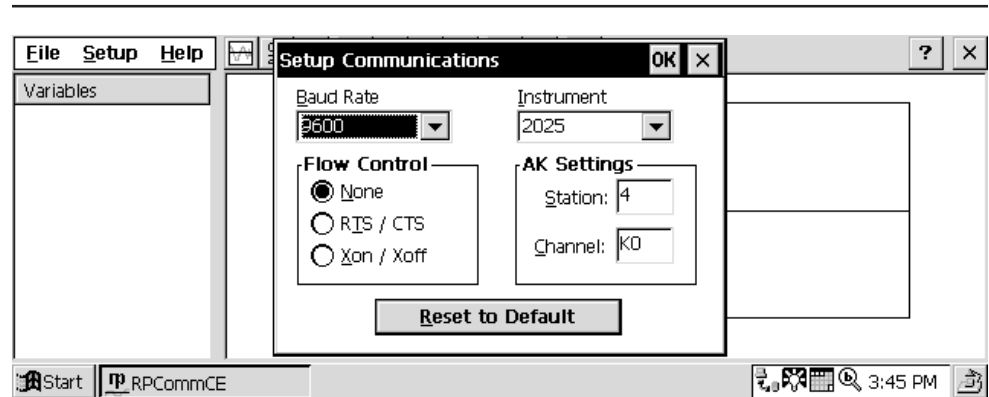 File Setup Help
?
Variables
Setup Communications OK
Baud Rate
9600
Instrument
2025
Flow Control
None
RTS / CTS
Xon / Xoff
AK Settings
Station: 4
Channel: K0
Reset to Default
Start RPCommCE 3:45 PM